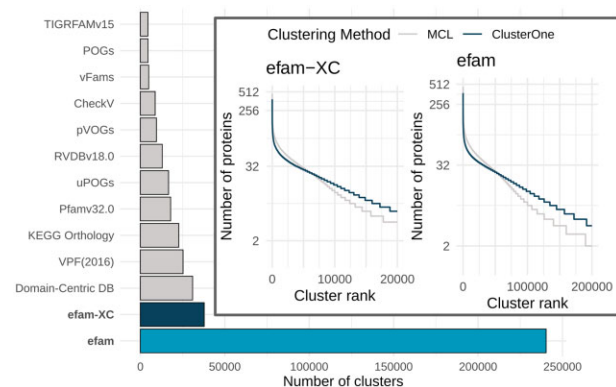 TIGRFAMv15
POGs
vFams
CheckV
pVOGs
RVDBv18.0
uPOGs
Pfamv32.0
KEGG Orthology
VPF(2016)
Domain-Centric DB
efam-XC
efam
0 50000 100000 150000 200000 250000
Number of clusters
Clustering Method MCL ClusterOne
efam−XC
Number of proteins
512
256
32
2
0 10000 20000
Cluster rank
efam
Number of proteins
512
256
32
2
0 100000 200000
Cluster rank